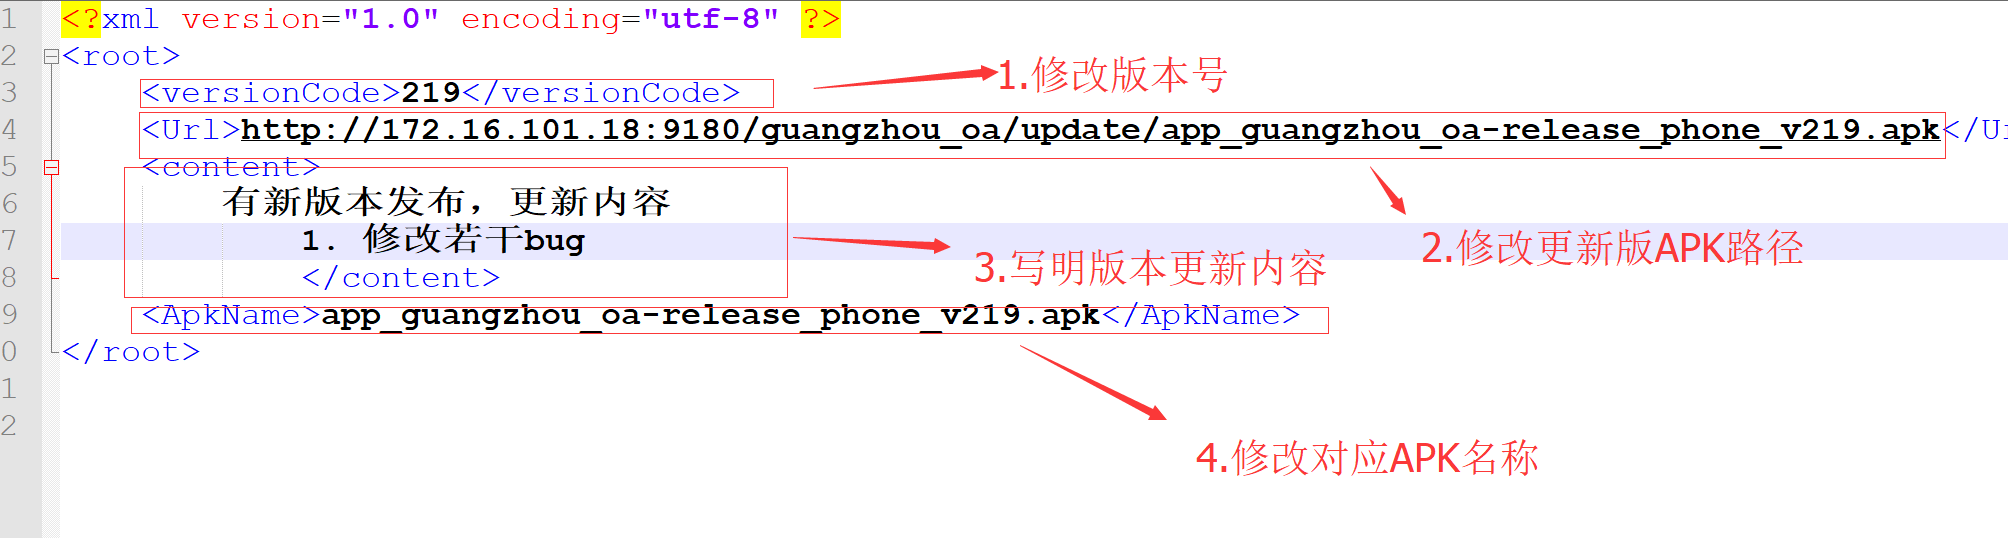 1 <?xml version="1.0" encoding="utf-8" ?>
2 <root>
3 <versionCode>219</versionCode>
1.修改版本号
4 <Url>http://172.16.101.18:9180/guangzhou_oa/update/app_guangzhou_oa-release_phone_v219.apk</Ur
5 <content>
6 有新版本发布，更新内容
7 1. 修改若干bug
2.修改更新版APK路径
3.写明版本更新内容
8 </content>
9 <ApkName>app_guangzhou_oa-release_phone_v219.apk</ApkName>
0 </root>
1
2
4.修改对应APK名称